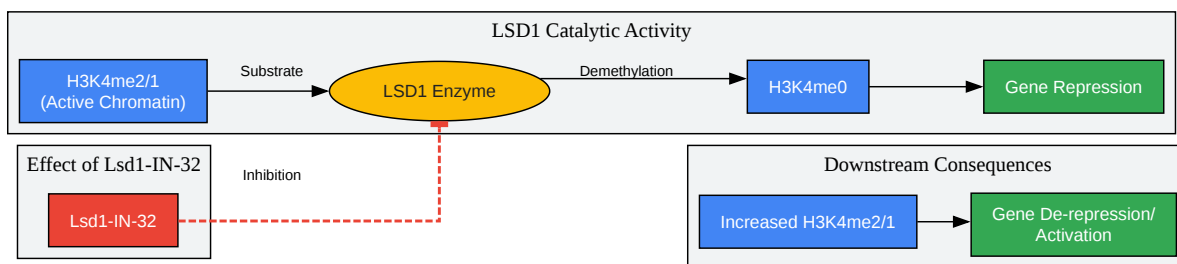 LSD1 Catalytic Activity
H3K4me2/1
(Active Chromatin)
Substrate
LSD1 Enzyme
Demethylation
H3K4me0
Gene Repression
Effect of Lsd1-IN-32
Lsd1-IN-32
Inhibition
Downstream Consequences
Increased H3K4me2/1
Gene De-repression/
Activation